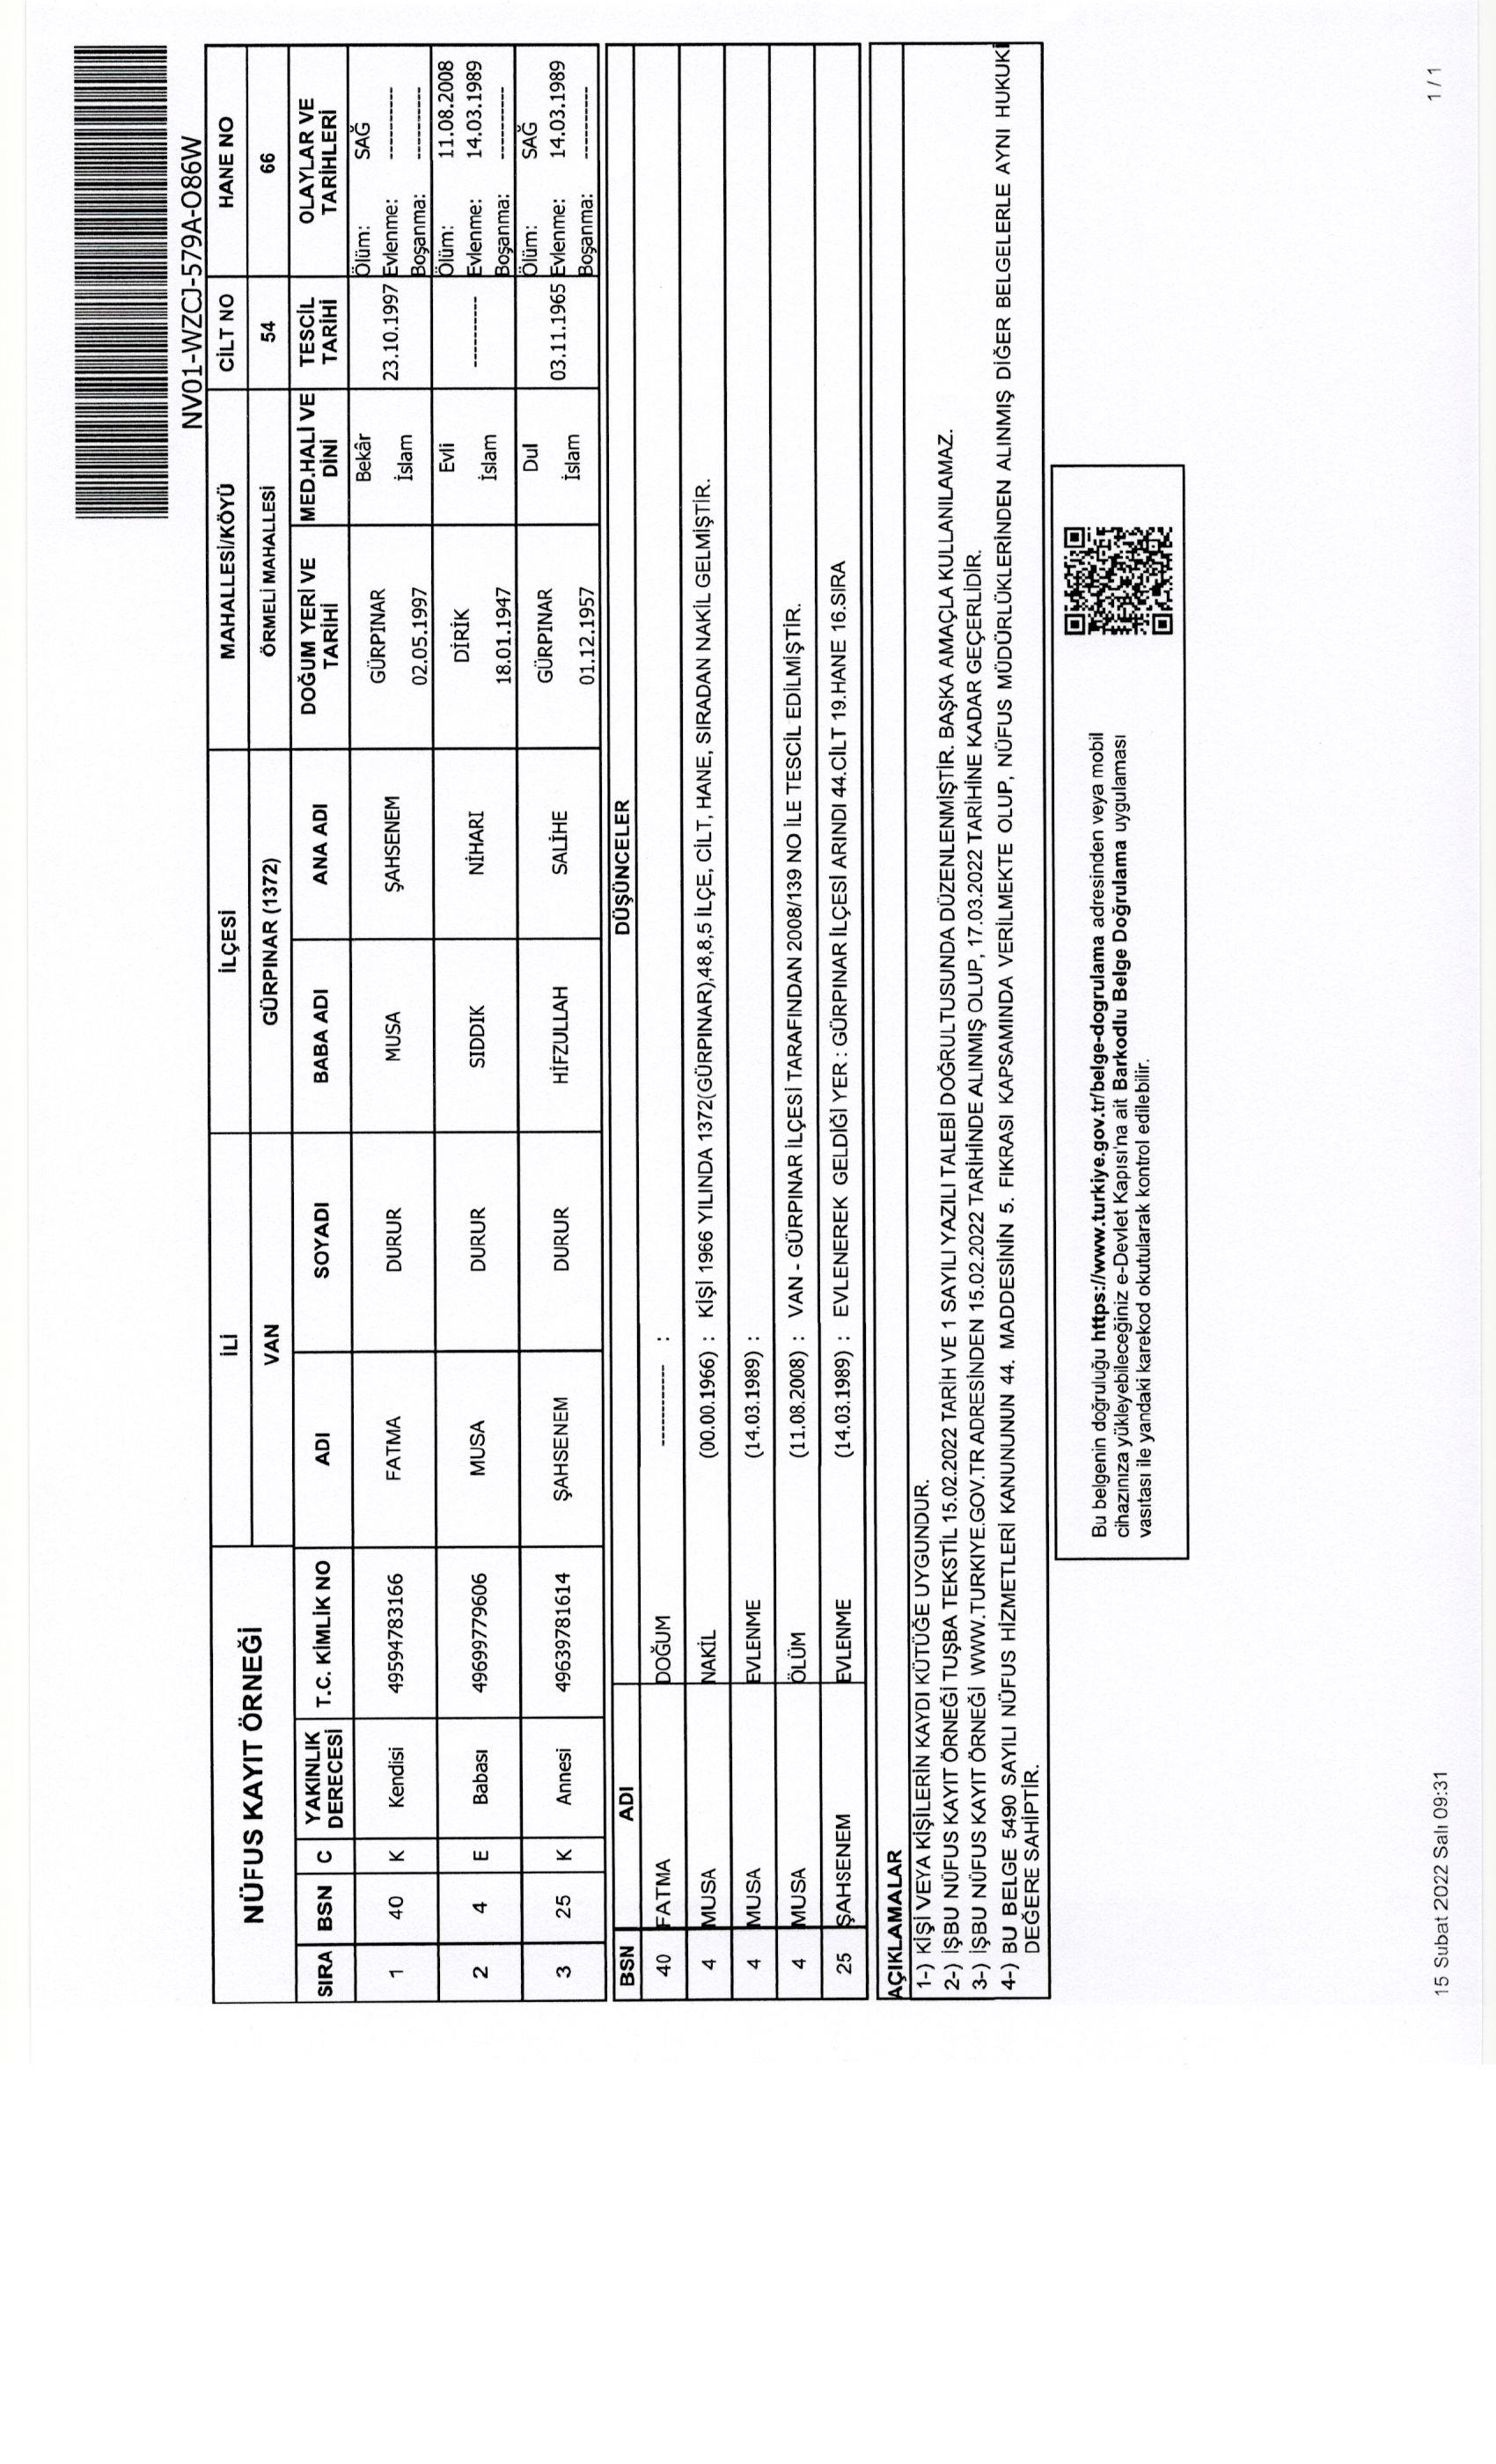 NV01-WZCJ-579A-O86W
NÜFUS KAYIT ÖRNEĞİ
İLİ İLÇESİ MAHALLESİ/KÖYÜ CİLT NO HANE NO
VAN GÜRPINAR (1372) ÖRMELİ MAHALLESİ 54 66
SIRA BSN C YAKINLIK DERECESİ T.C. KİMLİK NO ADI SOYADI BABA ADI ANA ADI DOĞUM YERİ VE TARİHİ MED.HALİ VE DİNİ TESCİL TARİHİ OLAYLAR VE TARİHLERİ
1 40 K Kendisi 49594783166 FATMA DURUR MUSA ŞAHSENEM GÜRPINAR 02.05.1997 Bekâr İslam 23.10.1997 Ölüm: SAĞ Evlenme: ---------- Boşanma: ----------
2 4 E Babası 49699779606 MUSA DURUR SIDDIK NİHARI DİRİK 18.01.1947 Evli İslam ---------- Ölüm: 11.08.2008 Evlenme: 14.03.1989 Boşanma: ----------
3 25 K Annesi 49639781614 ŞAHSENEM DURUR HİFZULLAH SALİHE GÜRPINAR 01.12.1957 Dul İslam 03.11.1965 Ölüm: SAĞ Evlenme: 14.03.1989 Boşanma: ----------
BSN ADI DÜŞÜNCELER
40 FATMA DOĞUM ------------ :
4 MUSA NAKİL (00.00.1966) : KİŞİ 1966 YILINDA 1372(GÜRPINAR),48,8,5 İLÇE, CİLT, HANE, SIRADAN NAKİL GELMİŞTİR.
4 MUSA EVLENME (14.03.1989) :
4 MUSA ÖLÜM (11.08.2008) : VAN - GÜRPINAR İLÇESİ TARAFINDAN 2008/139 NO İLE TESCİL EDİLMİŞTİR.
25 ŞAHSENEM EVLENME (14.03.1989) : EVLENEREK GELDİĞİ YER : GÜRPINAR İLÇESİ ARINDI 44.CİLT 19.HANE 16.SIRA
AÇIKLAMALAR
1-) KİŞİ VEYA KİŞİLERİN KAYDI KÜTÜĞE UYGUNDUR.
2-) İŞBU NÜFUS KAYIT ÖRNEĞİ TUŞBA TEKSTİL 15.02.2022 TARİH VE 1 SAYILI YAZILI TALEBİ DOĞRULTUSUNDA DÜZENLENMİŞTİR. BAŞKA AMAÇLA KULLANILAMAZ.
3-) İŞBU NÜFUS KAYIT ÖRNEĞİ WWW.TURKIYE.GOV.TR ADRESİNDEN 15.02.2022 TARİHİNDE ALINMIŞ OLUP, 17.03.2022 TARİHİNE KADAR GEÇERLİDİR.
4-) BU BELGE 5490 SAYILI NÜFUS HİZMETLERİ KANUNUNUN 44. MADDESİNİN 5. FIKRASI KAPSAMINDA VERİLMEKTE OLUP, NÜFUS MÜDÜRLÜKLERİNDEN ALINMIŞ DİĞER BELGELERLE AYNI HUKUKİ
DEĞERE SAHİPTİR.
Bu belgenin doğruluğu https://www.turkiye.gov.tr/belge-dogrulama adresinden veya mobil
cihazınıza yükleyebileceğiniz e-Devlet Kapısı'na ait Barkodlu Belge Doğrulama uygulaması
vasıtası ile yandaki karekod okutularak kontrol edilebilir.
15 Şubat 2022 Salı 09:31 1 / 1